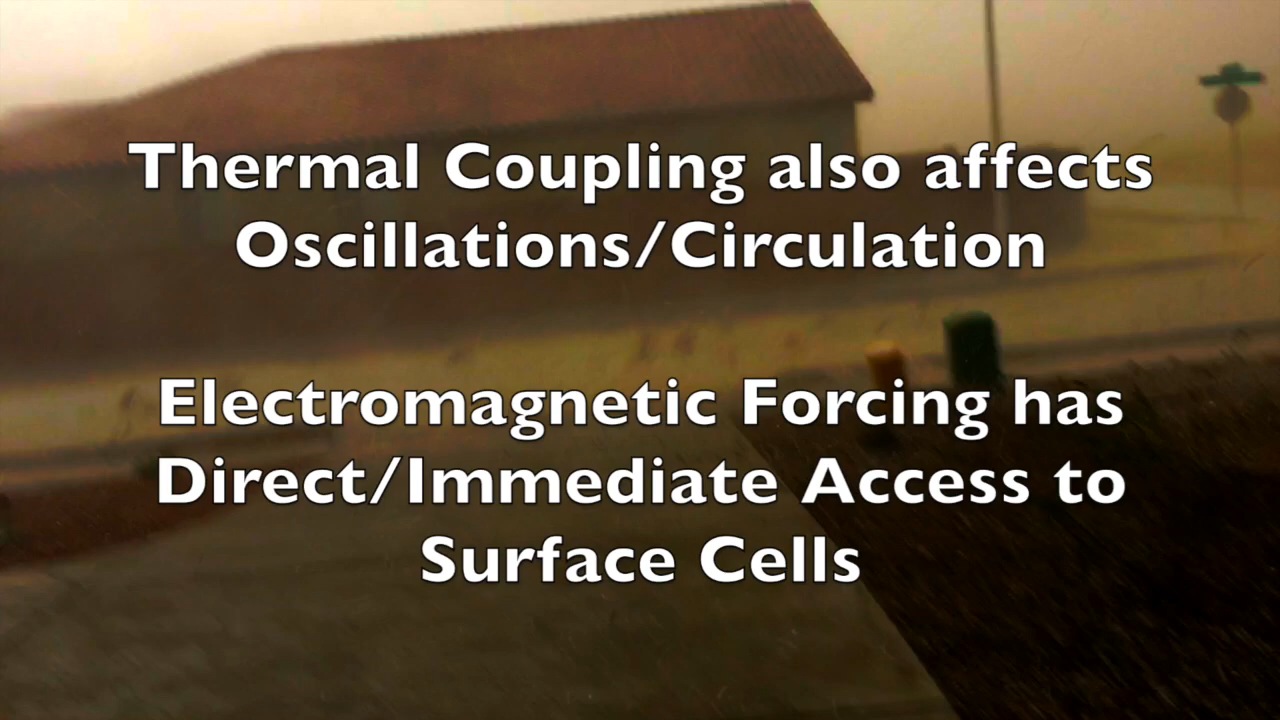 Thermal Coupling also affects
Oscillations/Circulation
Electromagnetic Forcing has
Direct/Immediate Access to
Surface Cells